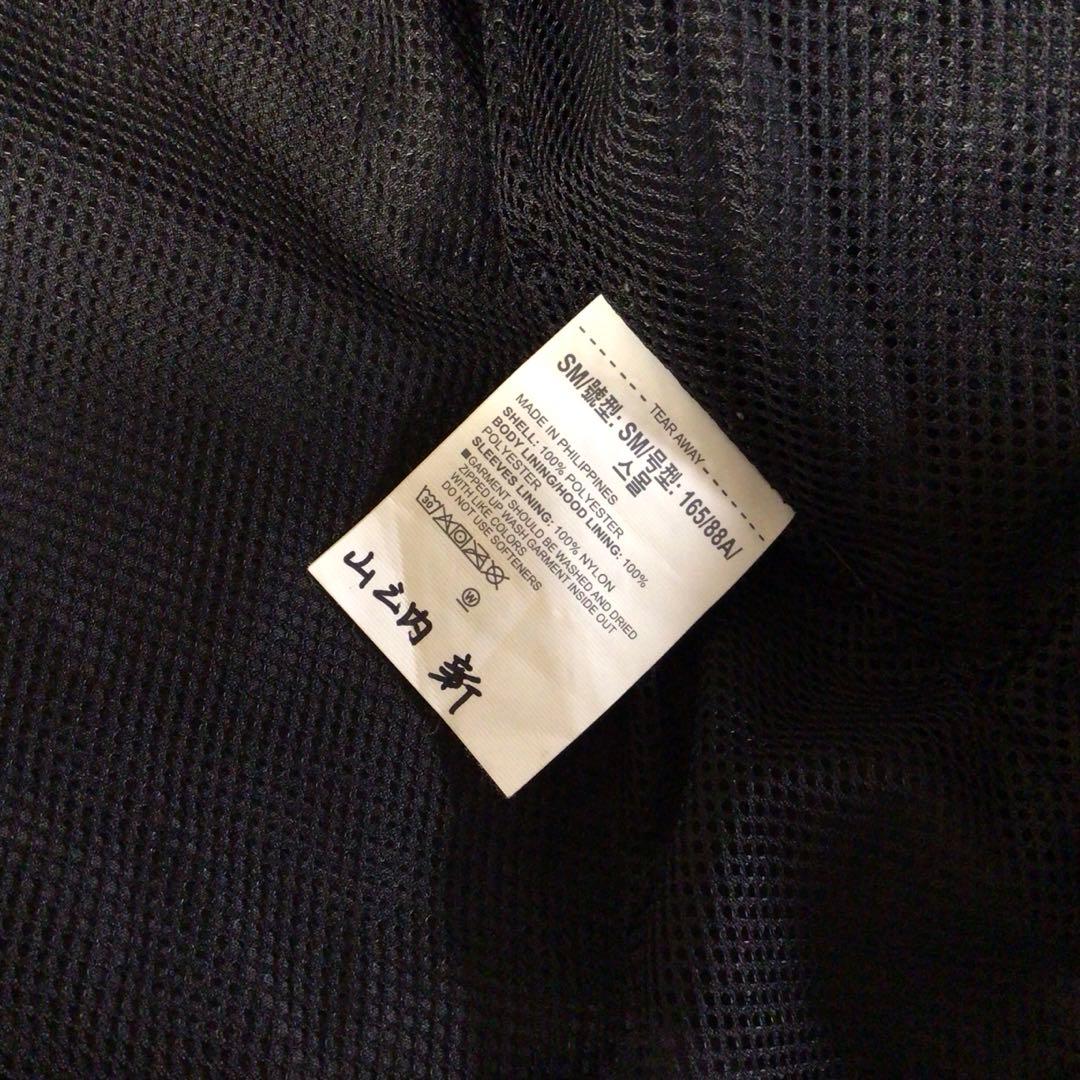 TEAR AWAY
SM/號型: SM/号型: 165/88A/
스몰
MADE IN PHILIPPINES
SHELL: 100% POLYESTER
BODY LINING/HOOD LINING: 100%
POLYESTER
SLEEVES LINING: 100% NYLON
■GARMENT SHOULD BE WASHED AND DRIED
ZIPPED UP WASH GARMENT INSIDE OUT
WITH LIKE COLORS
DO NOT USE SOFTENERS
30
W
山之内 新